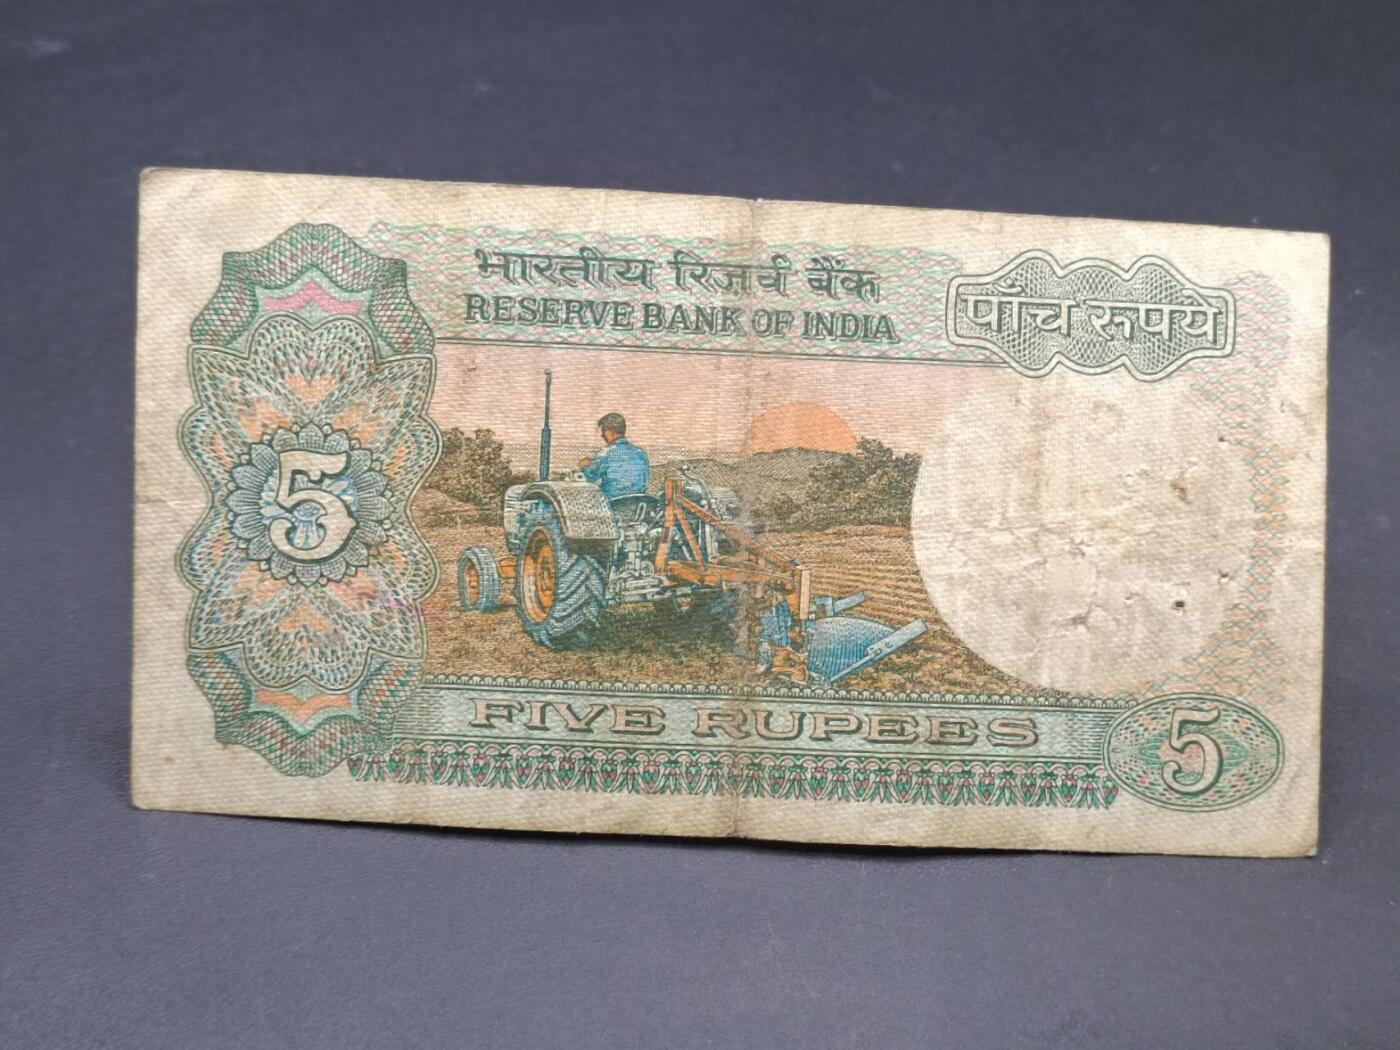 भारतीय रिज़र्व बैंक
RESERVE BANK OF INDIA
पाँच रुपये
5
FIVE RUPEES
5